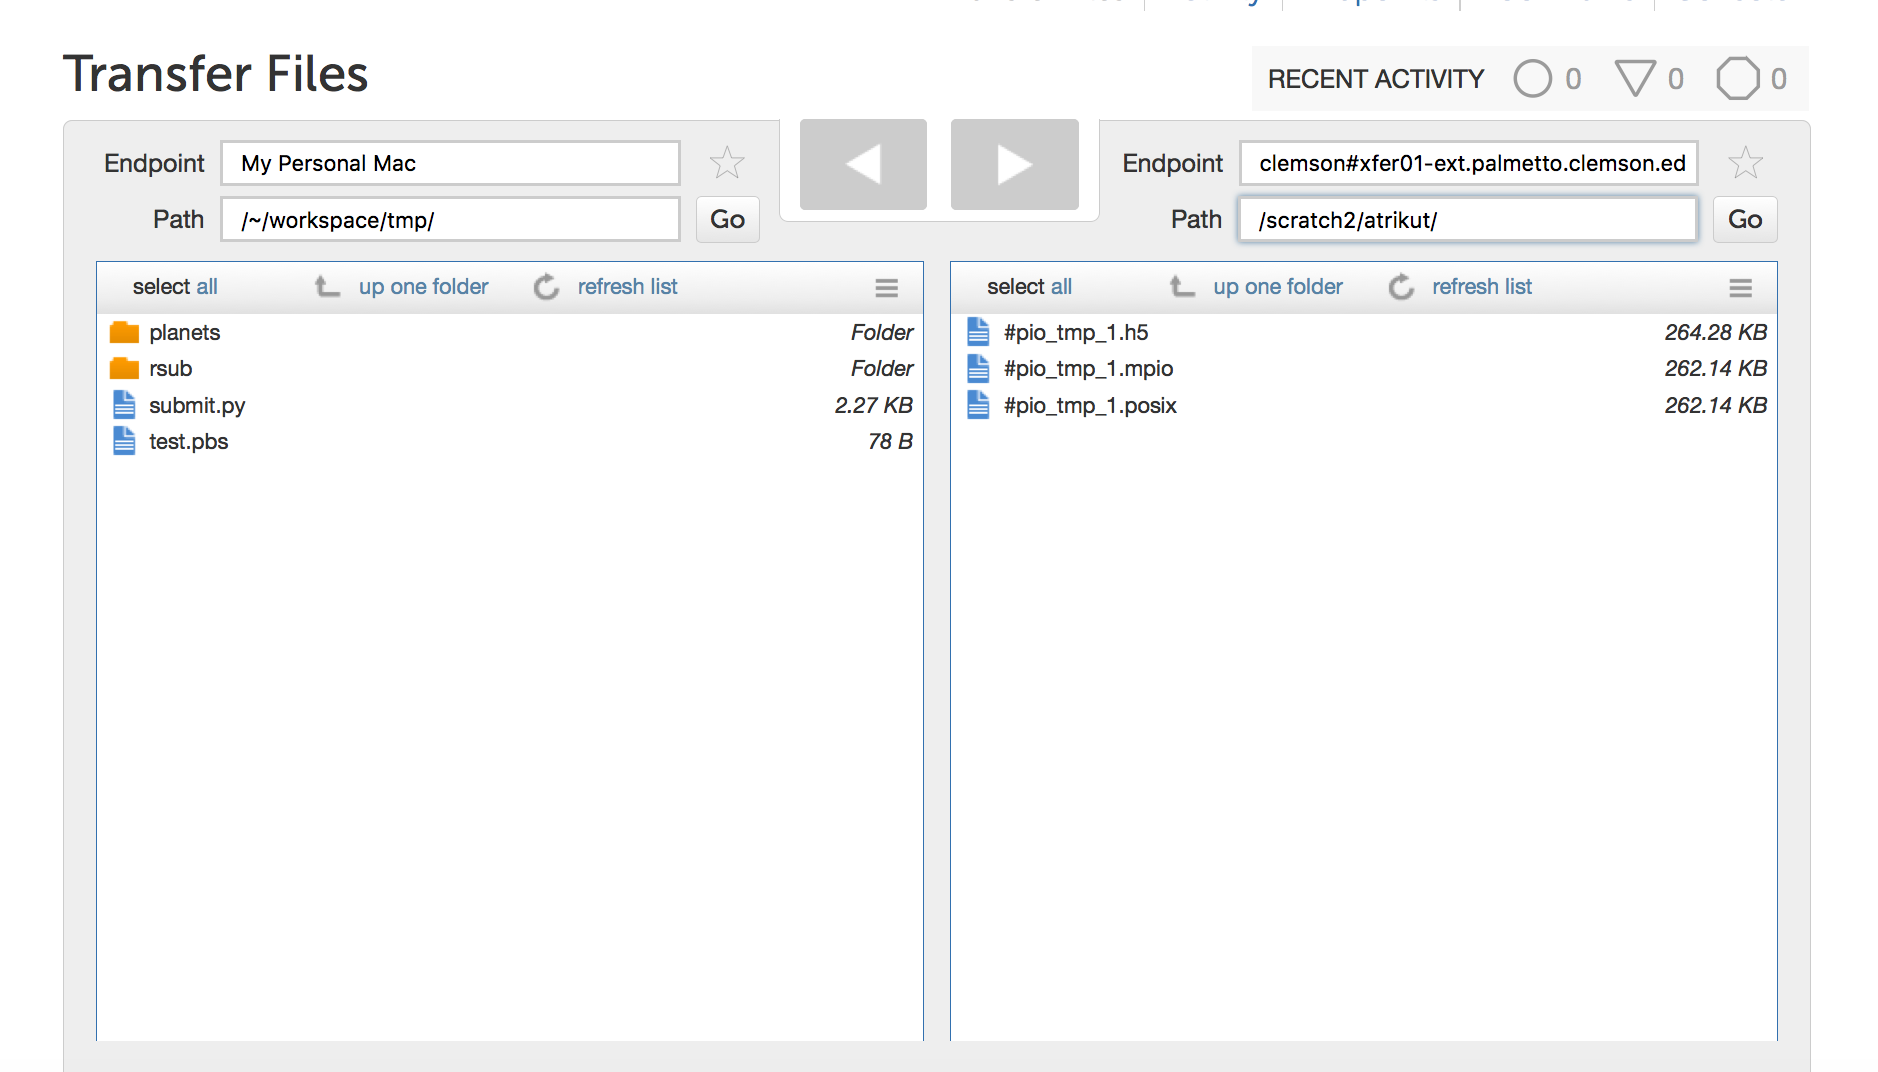 Transfer Files
RECENT ACTIVITY 0 0 0
Endpoint My Personal Mac
Path /~/workspace/tmp/ Go
select all up one folder refresh list
planets Folder
rsub Folder
submit.py 2.27 KB
test.pbs 78 B
Endpoint clemson#xfer01-ext.palmetto.clemson.ed
Path /scratch2/atrikut/ Go
select all up one folder refresh list
#pio_tmp_1.h5 264.28 KB
#pio_tmp_1.mpio 262.14 KB
#pio_tmp_1.posix 262.14 KB